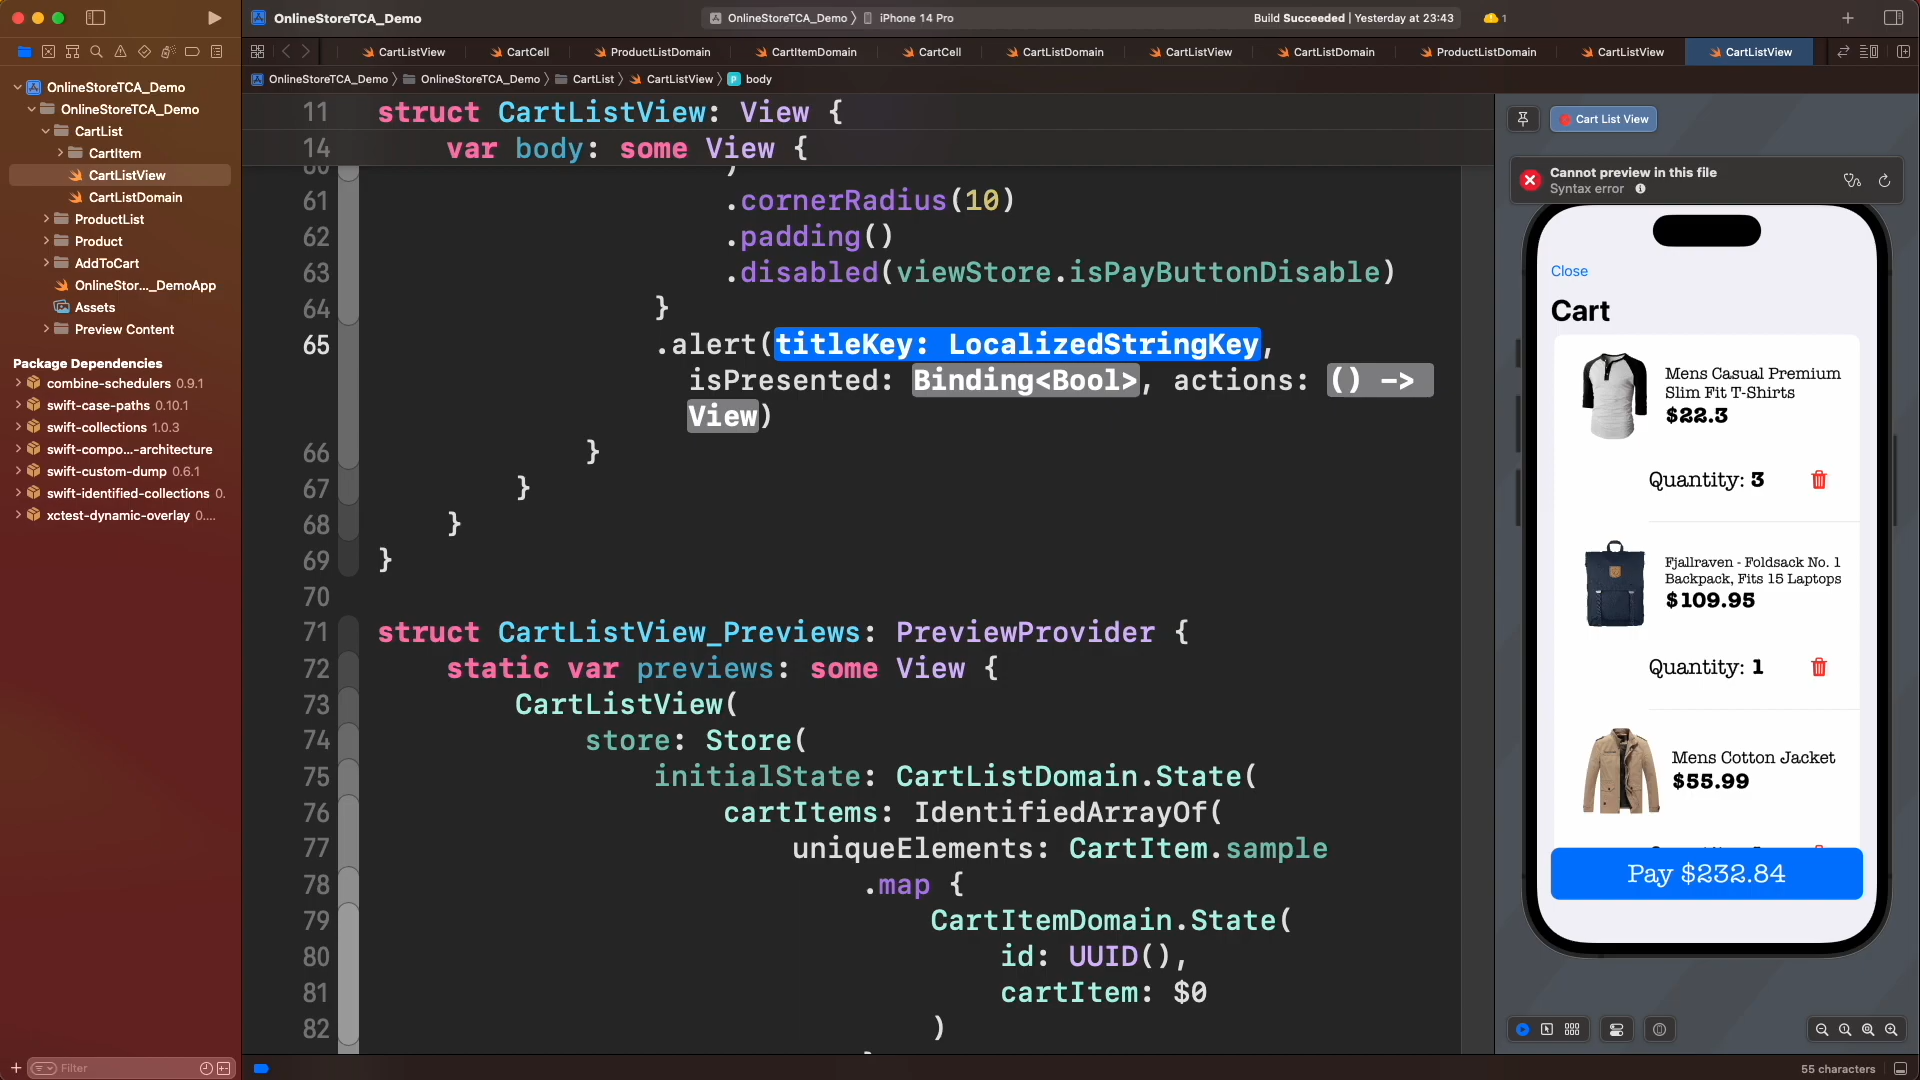 OnlineStoreTCA_Demo
OnlineStoreTCA_Demo
iPhone 14 Pro
Build Succeeded | Yesterday at 23:43
1
CartListView
CartCell
ProductListDomain
CartItemDomain
CartCell
CartListDomain
CartListView
CartListDomain
ProductListDomain
CartListView
CartListView
OnlineStoreTCA_Demo
OnlineStoreTCA_Demo
CartList
CartListView
body
OnlineStoreTCA_Demo
OnlineStoreTCA_Demo
CartList
CartItem
CartListView
CartListDomain
ProductList
Product
AddToCart
OnlineStor..._DemoApp
Assets
Preview Content
Package Dependencies
combine-schedulers 0.9.1
swift-case-paths 0.10.1
swift-collections 1.0.3
swift-compo...-architecture
swift-custom-dump 0.6.1
swift-identified-collections 0.
xctest-dynamic-overlay 0....
Filter
11 struct CartListView: View {
14 var body: some View {
60 )
61 .cornerRadius(10)
62 .padding()
63 .disabled(viewStore.isPayButtonDisable)
64 }
65 .alert(titleKey: LocalizedStringKey,
isPresented: Binding<Bool>, actions: () ->
View)
66 }
67 }
68 }
69 }
70
71 struct CartListView_Previews: PreviewProvider {
72 static var previews: some View {
73 CartListView(
74 store: Store(
75 initialState: CartListDomain.State(
76 cartItems: IdentifiedArrayOf(
77 uniqueElements: CartItem.sample
78 .map {
79 CartItemDomain.State(
80 id: UUID(),
81 cartItem: $0
82 )
Cart List View
Cannot preview in this file
Syntax error
Close
Cart
Mens Casual Premium
Slim Fit T-Shirts
$22.3
Quantity: 3
Fjallraven - Foldsack No. 1
Backpack, Fits 15 Laptops
$109.95
Quantity: 1
Mens Cotton Jacket
$55.99
Pay $232.84
55 characters